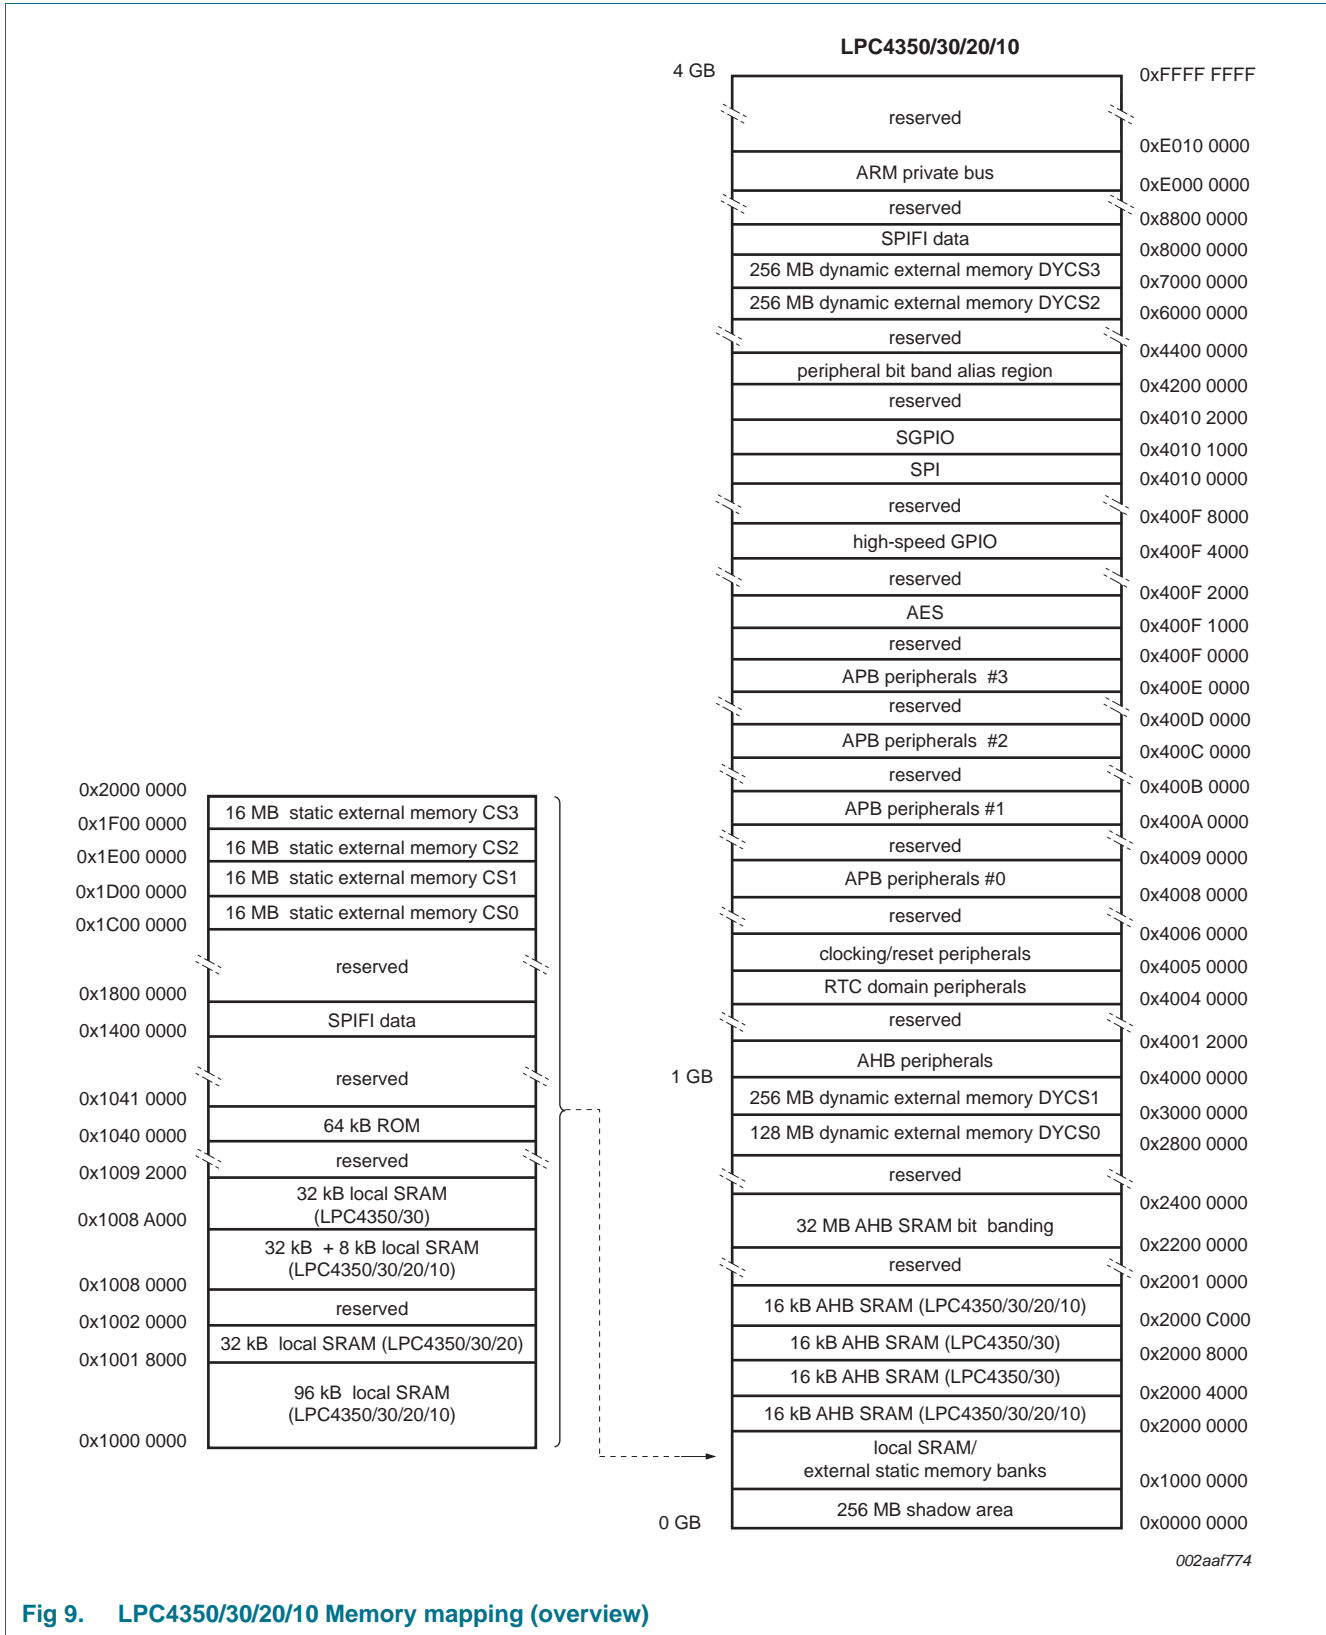 LPC4350/30/20/10
4 GB
0xFFFF FFFF
reserved
0xE010 0000
ARM private bus
0xE000 0000
reserved
0x8800 0000
SPIFI data
0x8000 0000
256 MB dynamic external memory DYCS3
0x7000 0000
256 MB dynamic external memory DYCS2
0x6000 0000
reserved
0x4400 0000
peripheral bit band alias region
0x4200 0000
reserved
0x4010 2000
SGPIO
0x4010 1000
SPI
0x4010 0000
reserved
0x400F 8000
high-speed GPIO
0x400F 4000
reserved
0x400F 2000
AES
0x400F 1000
reserved
0x400F 0000
APB peripherals #3
0x400E 0000
reserved
0x400D 0000
APB peripherals #2
0x400C 0000
reserved
0x400B 0000
APB peripherals #1
0x400A 0000
reserved
0x4009 0000
APB peripherals #0
0x4008 0000
reserved
0x4006 0000
clocking/reset peripherals
0x4005 0000
RTC domain peripherals
0x4004 0000
reserved
0x4001 2000
AHB peripherals
1 GB
0x4000 0000
256 MB dynamic external memory DYCS1
0x3000 0000
128 MB dynamic external memory DYCS0
0x2800 0000
reserved
0x2400 0000
32 MB AHB SRAM bit banding
0x2200 0000
reserved
0x2001 0000
16 kB AHB SRAM (LPC4350/30/20/10)
0x2000 C000
16 kB AHB SRAM (LPC4350/30)
0x2000 8000
16 kB AHB SRAM (LPC4350/30)
0x2000 4000
16 kB AHB SRAM (LPC4350/30/20/10)
0x2000 0000
local SRAM/
external static memory banks
0x1000 0000
256 MB shadow area
0 GB
0x0000 0000
0x2000 0000
16 MB static external memory CS3
0x1F00 0000
16 MB static external memory CS2
0x1E00 0000
16 MB static external memory CS1
0x1D00 0000
16 MB static external memory CS0
0x1C00 0000
reserved
0x1800 0000
SPIFI data
0x1400 0000
reserved
0x1041 0000
64 kB ROM
0x1040 0000
reserved
0x1009 2000
32 kB local SRAM
(LPC4350/30)
0x1008 A000
32 kB + 8 kB local SRAM
(LPC4350/30/20/10)
0x1008 0000
reserved
0x1002 0000
32 kB local SRAM (LPC4350/30/20)
0x1001 8000
96 kB local SRAM
(LPC4350/30/20/10)
0x1000 0000
002aaf774
Fig 9. LPC4350/30/20/10 Memory mapping (overview)